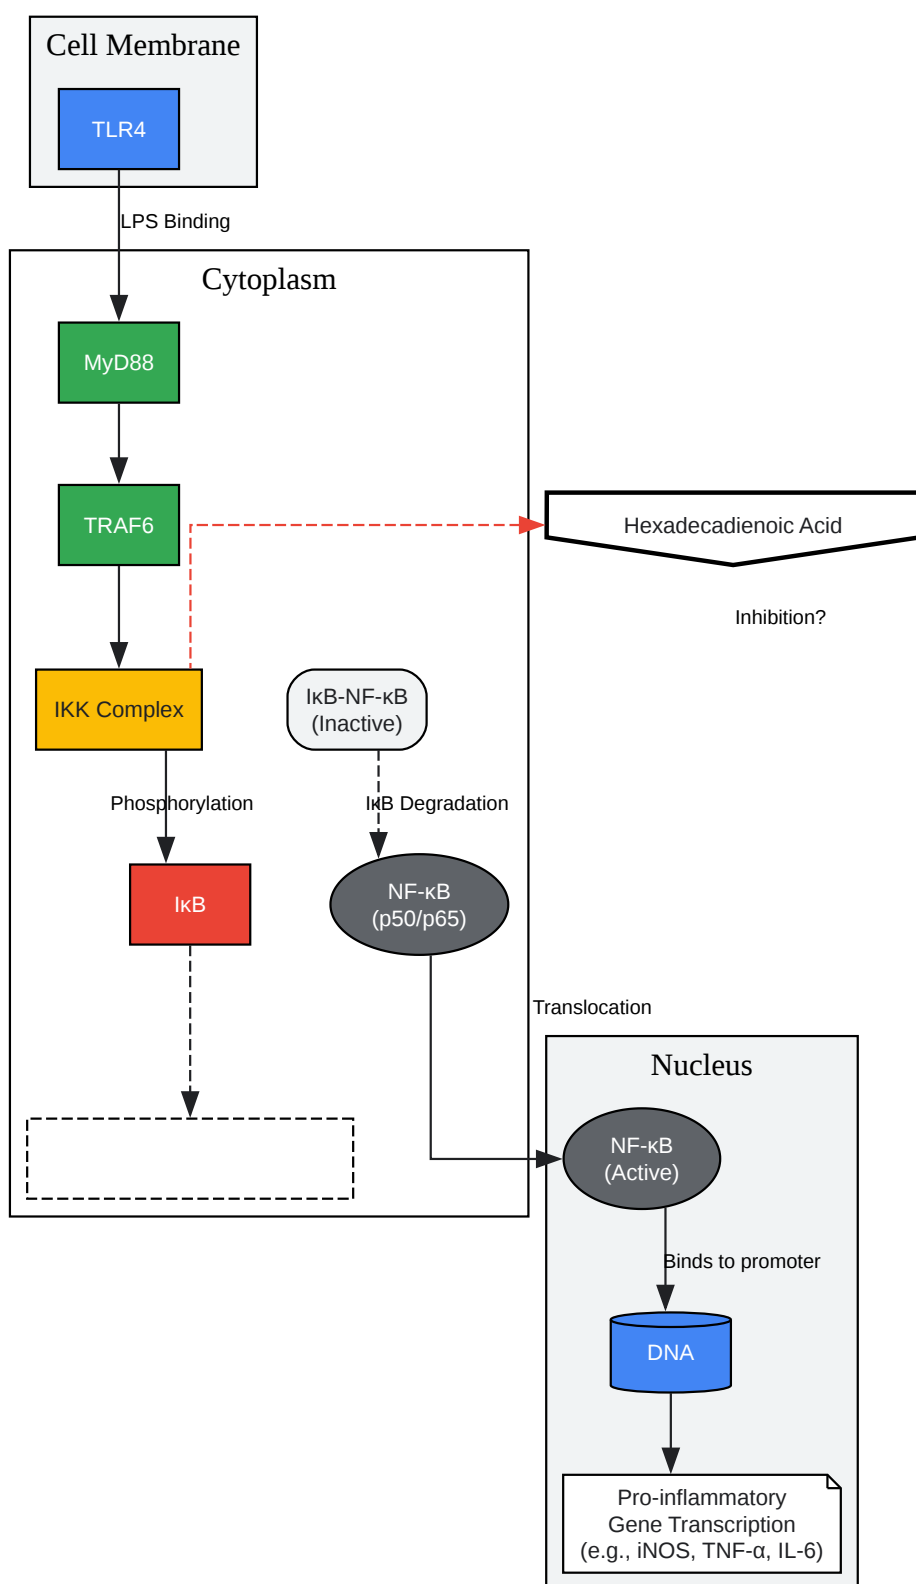 Cell Membrane
TLR4
LPS Binding
Cytoplasm
MyD88
TRAF6
Hexadecadienoic Acid
Inhibition?
IKK Complex
IκB-NF-κB
(Inactive)
Phosphorylation
IκB Degradation
IκB
NF-κB
(p50/p65)
Translocation
Nucleus
NF-κB
(Active)
Binds to promoter
DNA
Pro-inflammatory
Gene Transcription
(e.g., iNOS, TNF-α, IL-6)